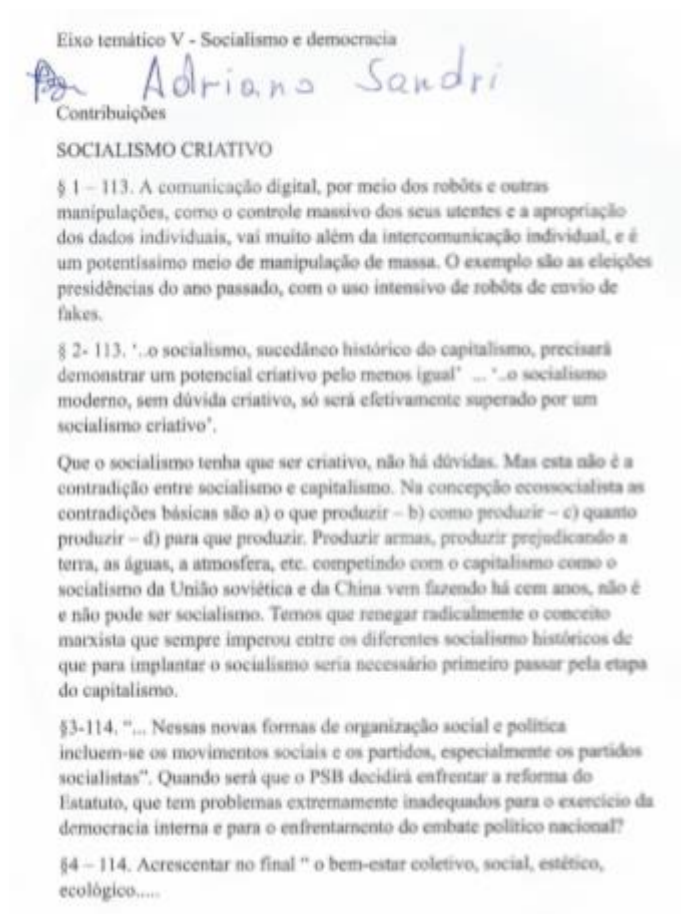 Eixo temático V - Socialismo e democracia
Adriano Sandri
Contribuições
SOCIALISMO CRIATIVO
§ 1 – 113. A comunicação digital, por meio dos robôts e outras
manipulações, como o controle massivo dos seus utentes e a apropriação
dos dados individuais, vai muito além da intercomunicação individual, e é
um potentíssimo meio de manipulação de massa. O exemplo são as eleições
presidências do ano passado, com o uso intensivo de robôts de envio de
fakes.
§ 2- 113. ‘..o socialismo, sucedâneo histórico do capitalismo, precisará
demonstrar um potencial criativo pelo menos igual’ ... ‘..o socialismo
moderno, sem dúvida criativo, só será efetivamente superado por um
socialismo criativo’.
Que o socialismo tenha que ser criativo, não há dúvidas. Mas esta não é a
contradição entre socialismo e capitalismo. Na concepção ecossocialista as
contradições básicas são a) o que produzir – b) como produzir – c) quanto
produzir – d) para que produzir. Produzir armas, produzir prejudicando a
terra, as águas, a atmosfera, etc. competindo com o capitalismo como o
socialismo da União soviética e da China vem fazendo há cem anos, não é
e não pode ser socialismo. Temos que renegar radicalmente o conceito
marxista que sempre imperou entre os diferentes socialismo históricos de
que para implantar o socialismo seria necessário primeiro passar pela etapa
do capitalismo.
§3-114. “... Nessas novas formas de organização social e política
incluem-se os movimentos sociais e os partidos, especialmente os partidos
socialistas”. Quando será que o PSB decidirá enfrentar a reforma do
Estatuto, que tem problemas extremamente inadequados para o exercício da
democracia interna e para o enfrentamento do embate político nacional?
§4 – 114. Acrescentar no final “ o bem-estar coletivo, social, estético,
ecológico.....